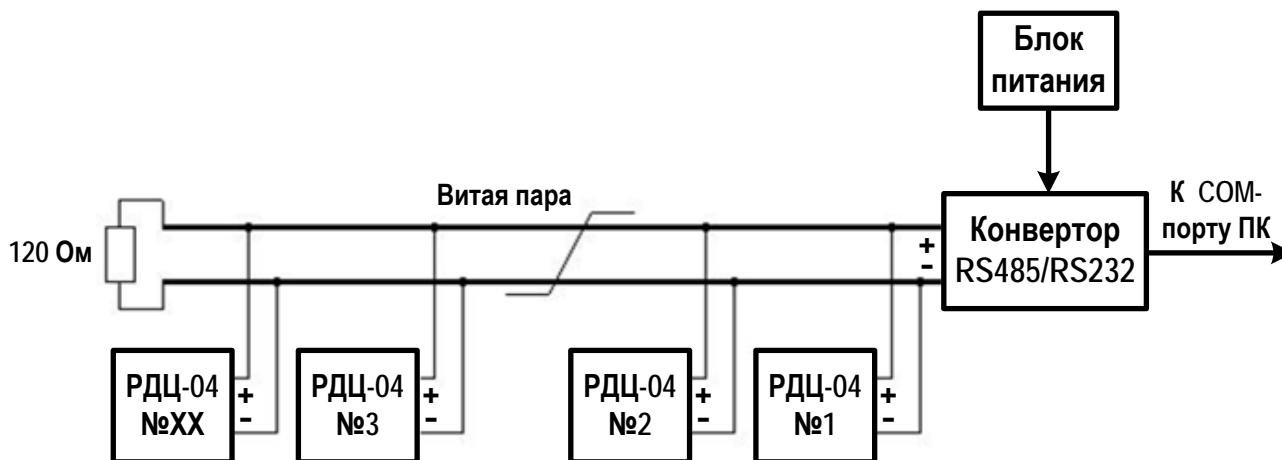 Блок
питания
Витая пара
120 Ом
+
-
Конвертор
RS485/RS232
К COM-
порту ПК
РДЦ-04
№XX
+
-
РДЦ-04
№3
+
-
РДЦ-04
№2
+
-
РДЦ-04
№1
+
-